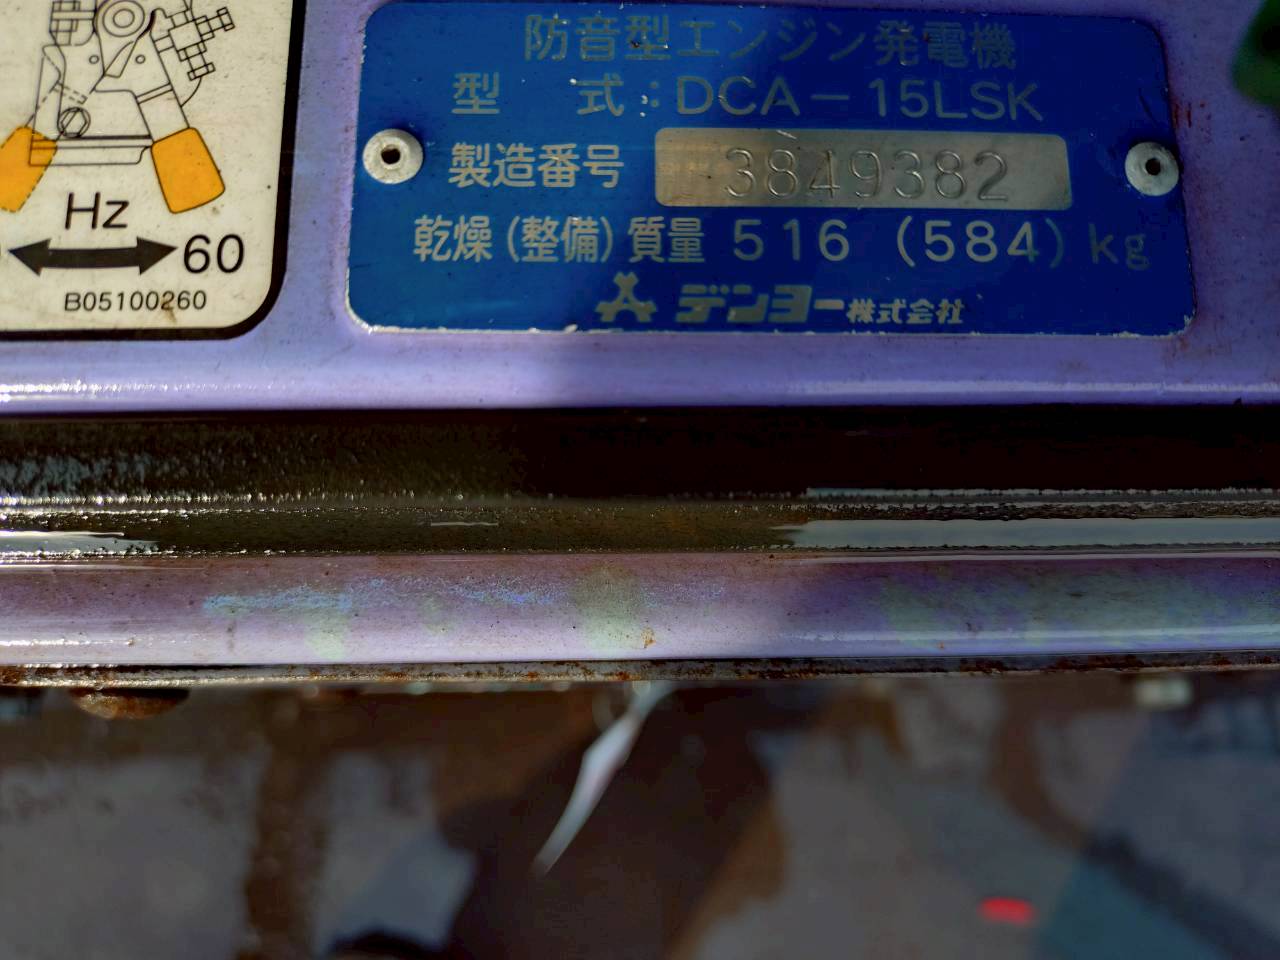 Hz
60
B05100260
防音型エンジン発電機
型 式:DCA-15LSK
製造番号 3849382
乾燥(整備)質量 516 (584) kg
デンヨー株式会社